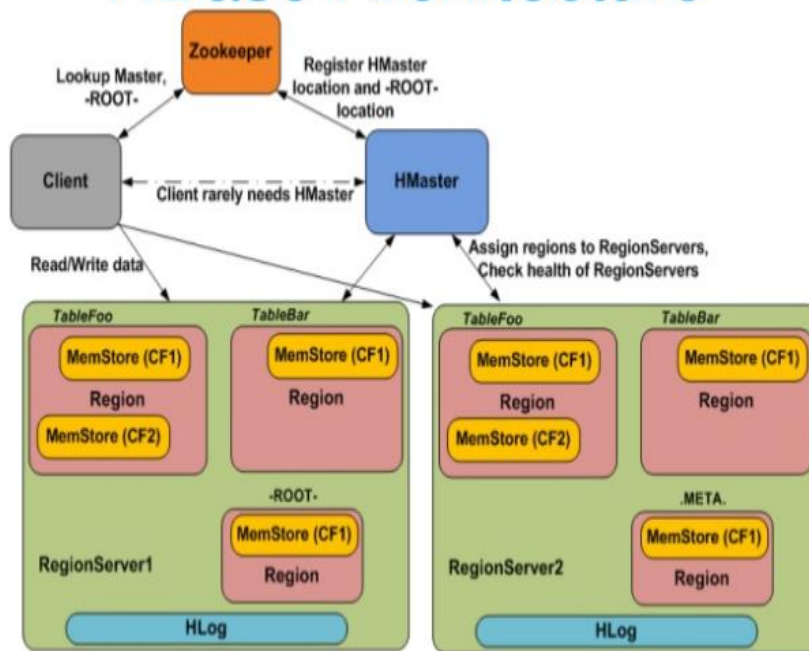 Zookeeper
Lookup Master,
-ROOT-
Register HMaster
location and -ROOT-
location
Client
Client rarely needs HMaster
HMaster
Read/Write data
Assign regions to RegionServers,
Check health of RegionServers
TableFoo
MemStore (CF1)
Region
MemStore (CF2)
TableBar
MemStore (CF1)
Region
-ROOT-
MemStore (CF1)
Region
RegionServer1
HLog
TableFoo
MemStore (CF1)
Region
MemStore (CF2)
TableBar
MemStore (CF1)
Region
.META.
MemStore (CF1)
Region
RegionServer2
HLog